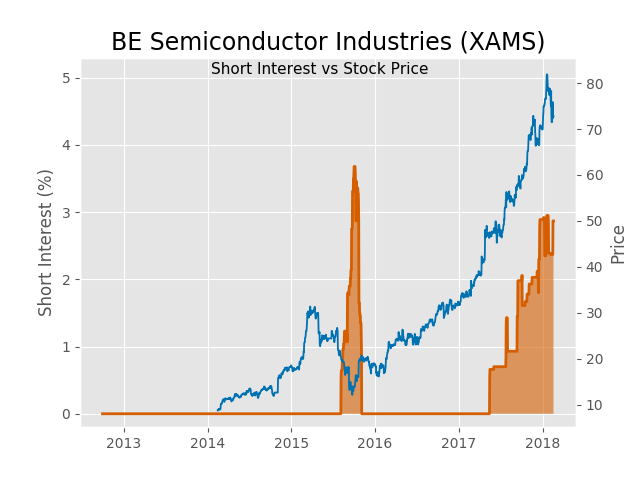 BE Semiconductor Industries (XAMS)
Short Interest vs Stock Price
Short Interest (%)
5
4
3
2
1
0
80
70
60
50
40
30
20
10
Price
2013 2014 2015 2016 2017 2018